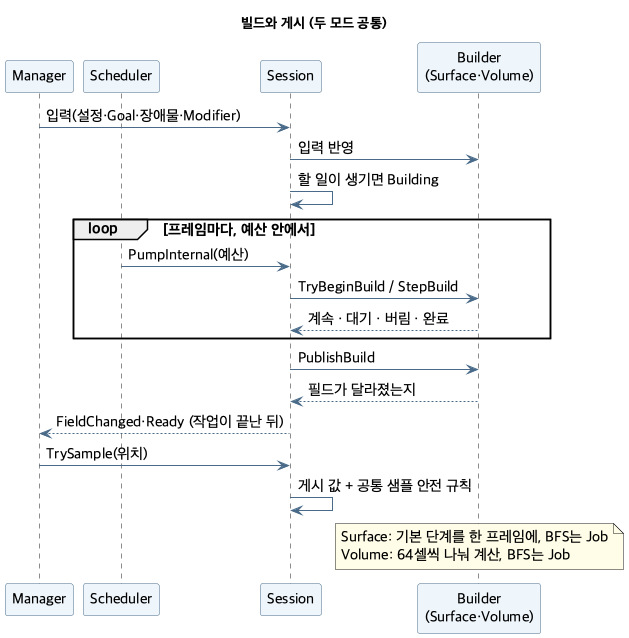 빌드와 게시 (두 모드 공통)
Manager
Scheduler
Session
Builder
(Surface·Volume)
입력(설정·Goal·장애물·Modifier)
입력 반영
할 일이 생기면 Building
loop
[프레임마다, 예산 안에서]
PumpInternal(예산)
TryBeginBuild / StepBuild
계속 · 대기 · 버림 · 완료
PublishBuild
필드가 달라졌는지
FieldChanged·Ready (작업이 끝난 뒤)
TrySample(위치)
게시 값 + 공통 샘플 안전 규칙
Surface: 기본 단계를 한 프레임에, BFS는 Job
Volume: 64셀씩 나눠 계산, BFS는 Job
Manager
Scheduler
Session
Builder
(Surface·Volume)